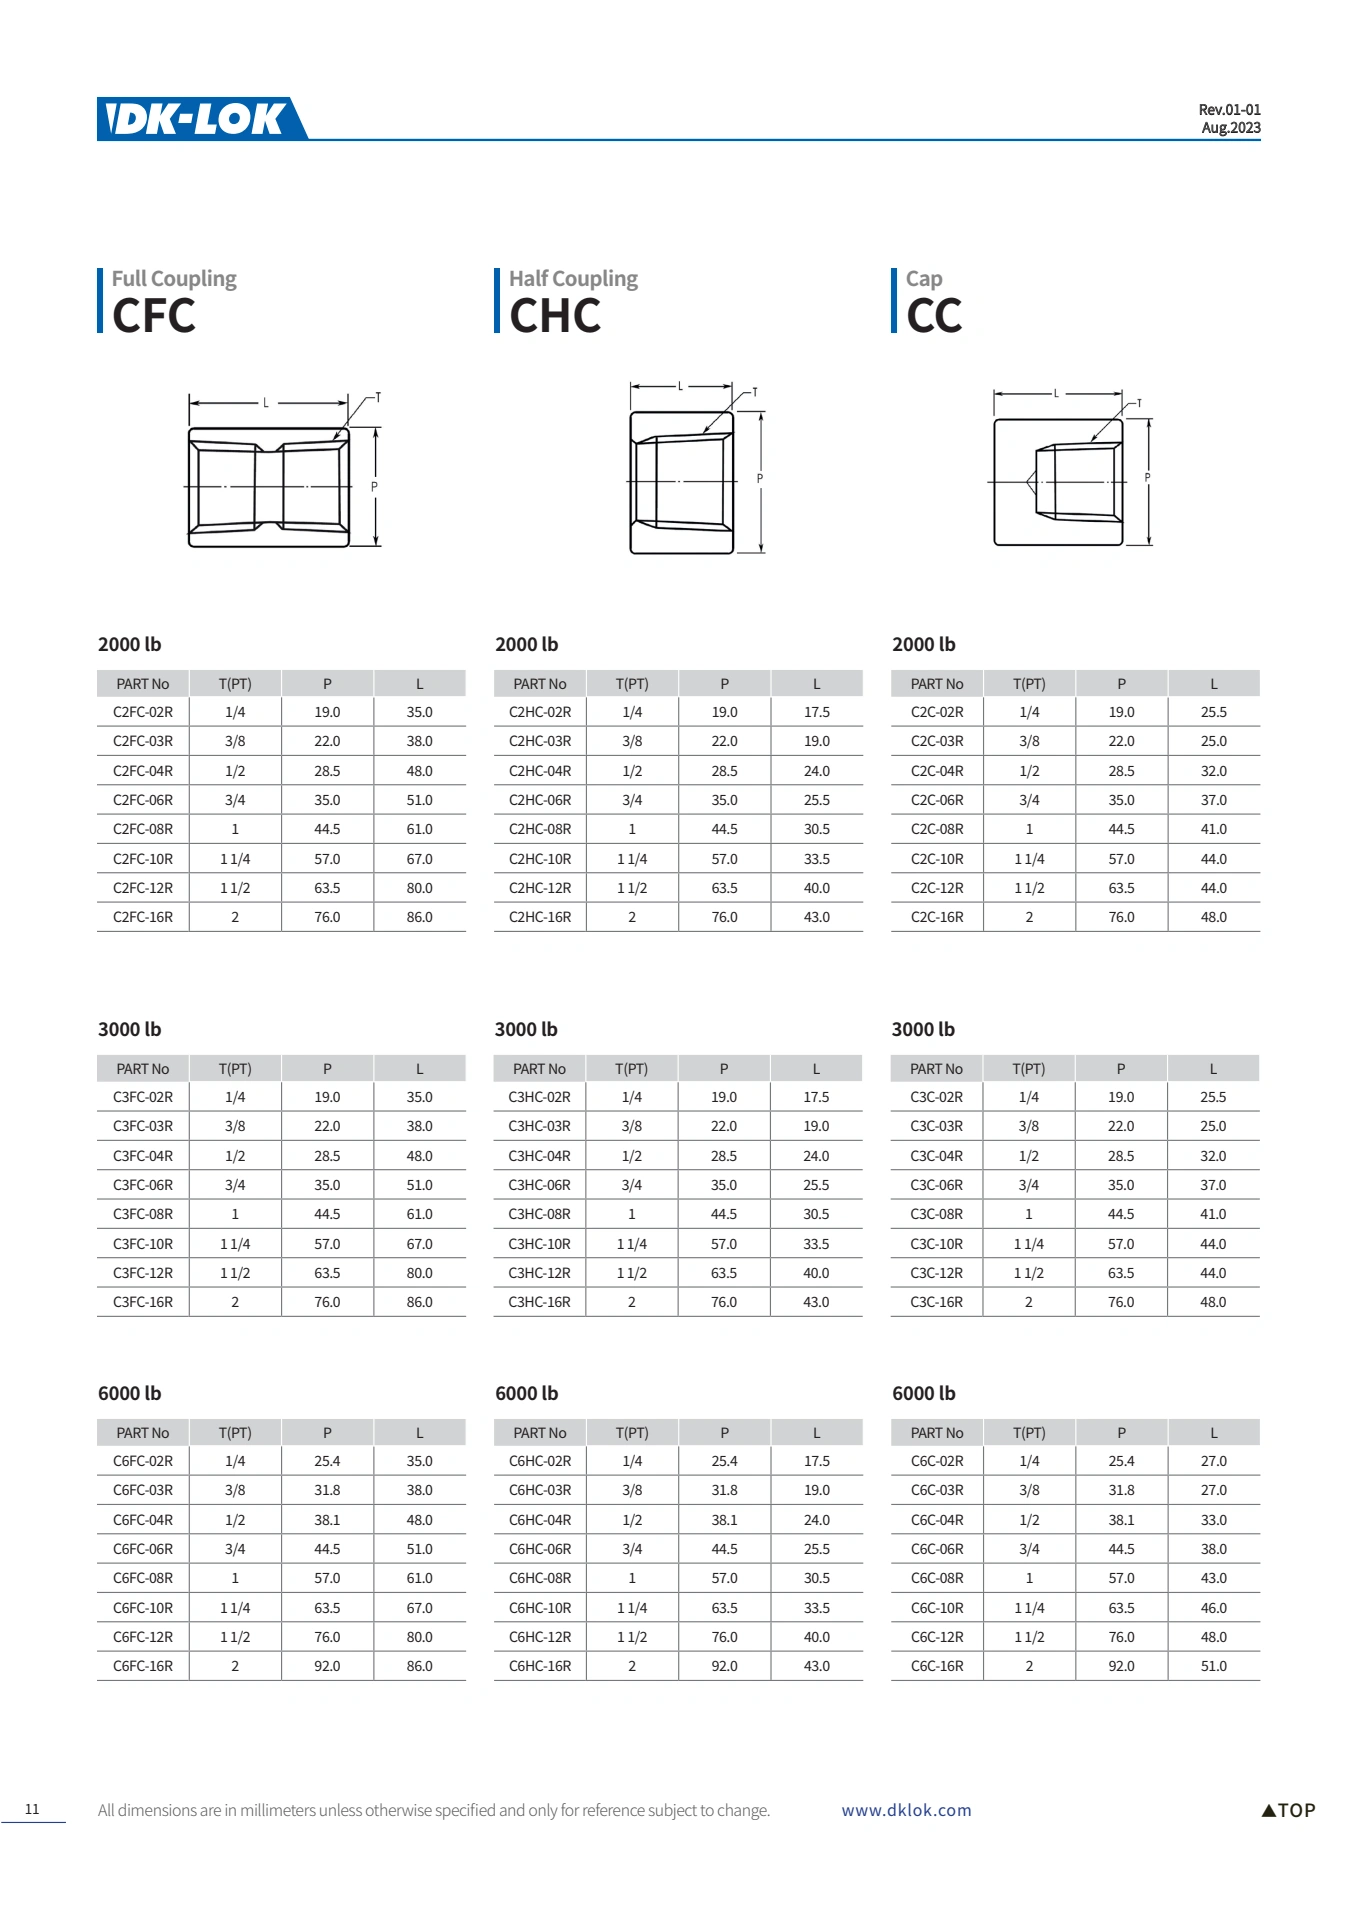 DK-LOK
Rev.01-01
Aug.2023
Full Coupling
CFC
Half Coupling
CHC
Cap
CC
L
T
P
L
T
P
L
T
P
2000 lb
PART No T(PT) P L
C2FC-02R 1/4 19.0 35.0
C2FC-03R 3/8 22.0 38.0
C2FC-04R 1/2 28.5 48.0
C2FC-06R 3/4 35.0 51.0
C2FC-08R 1 44.5 61.0
C2FC-10R 1 1/4 57.0 67.0
C2FC-12R 1 1/2 63.5 80.0
C2FC-16R 2 76.0 86.0
2000 lb
PART No T(PT) P L
C2HC-02R 1/4 19.0 17.5
C2HC-03R 3/8 22.0 19.0
C2HC-04R 1/2 28.5 24.0
C2HC-06R 3/4 35.0 25.5
C2HC-08R 1 44.5 30.5
C2HC-10R 1 1/4 57.0 33.5
C2HC-12R 1 1/2 63.5 40.0
C2HC-16R 2 76.0 43.0
2000 lb
PART No T(PT) P L
C2C-02R 1/4 19.0 25.5
C2C-03R 3/8 22.0 25.0
C2C-04R 1/2 28.5 32.0
C2C-06R 3/4 35.0 37.0
C2C-08R 1 44.5 41.0
C2C-10R 1 1/4 57.0 44.0
C2C-12R 1 1/2 63.5 44.0
C2C-16R 2 76.0 48.0
3000 lb
PART No T(PT) P L
C3FC-02R 1/4 19.0 35.0
C3FC-03R 3/8 22.0 38.0
C3FC-04R 1/2 28.5 48.0
C3FC-06R 3/4 35.0 51.0
C3FC-08R 1 44.5 61.0
C3FC-10R 1 1/4 57.0 67.0
C3FC-12R 1 1/2 63.5 80.0
C3FC-16R 2 76.0 86.0
3000 lb
PART No T(PT) P L
C3HC-02R 1/4 19.0 17.5
C3HC-03R 3/8 22.0 19.0
C3HC-04R 1/2 28.5 24.0
C3HC-06R 3/4 35.0 25.5
C3HC-08R 1 44.5 30.5
C3HC-10R 1 1/4 57.0 33.5
C3HC-12R 1 1/2 63.5 40.0
C3HC-16R 2 76.0 43.0
3000 lb
PART No T(PT) P L
C3C-02R 1/4 19.0 25.5
C3C-03R 3/8 22.0 25.0
C3C-04R 1/2 28.5 32.0
C3C-06R 3/4 35.0 37.0
C3C-08R 1 44.5 41.0
C3C-10R 1 1/4 57.0 44.0
C3C-12R 1 1/2 63.5 44.0
C3C-16R 2 76.0 48.0
6000 lb
PART No T(PT) P L
C6FC-02R 1/4 25.4 35.0
C6FC-03R 3/8 31.8 38.0
C6FC-04R 1/2 38.1 48.0
C6FC-06R 3/4 44.5 51.0
C6FC-08R 1 57.0 61.0
C6FC-10R 1 1/4 63.5 67.0
C6FC-12R 1 1/2 76.0 80.0
C6FC-16R 2 92.0 86.0
6000 lb
PART No T(PT) P L
C6HC-02R 1/4 25.4 17.5
C6HC-03R 3/8 31.8 19.0
C6HC-04R 1/2 38.1 24.0
C6HC-06R 3/4 44.5 25.5
C6HC-08R 1 57.0 30.5
C6HC-10R 1 1/4 63.5 33.5
C6HC-12R 1 1/2 76.0 40.0
C6HC-16R 2 92.0 43.0
6000 lb
PART No T(PT) P L
C6C-02R 1/4 25.4 27.0
C6C-03R 3/8 31.8 27.0
C6C-04R 1/2 38.1 33.0
C6C-06R 3/4 44.5 38.0
C6C-08R 1 57.0 43.0
C6C-10R 1 1/4 63.5 46.0
C6C-12R 1 1/2 76.0 48.0
C6C-16R 2 92.0 51.0
11
All dimensions are in millimeters unless otherwise specified and only for reference subject to change.
www.dklok.com
▲TOP